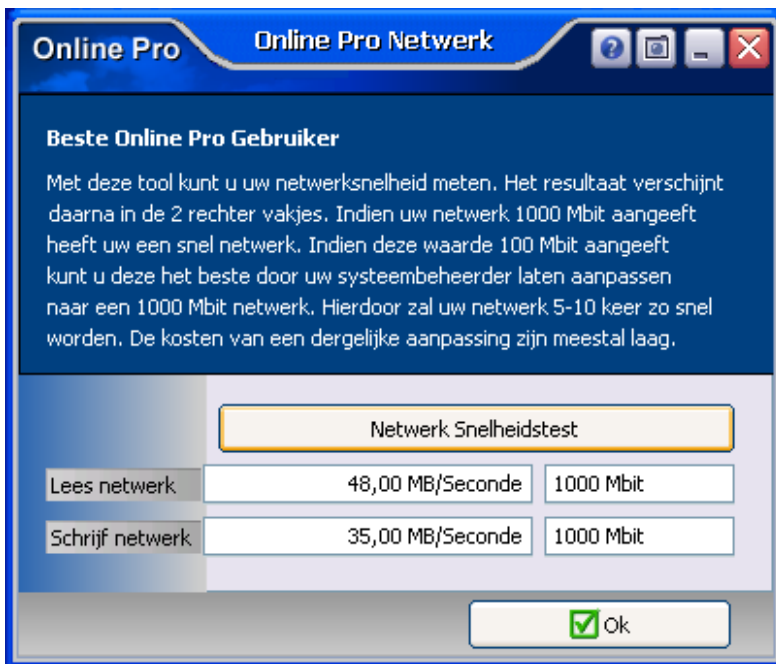 Online Pro
Online Pro Netwerk
Beste Online Pro Gebruiker
Met deze tool kunt u uw netwerksnelheid meten. Het resultaat verschijnt
daarna in de 2 rechter vakjes. Indien uw netwerk 1000 Mbit aangeeft
heeft uw een snel netwerk. Indien deze waarde 100 Mbit aangeeft
kunt u deze het beste door uw systeembeheerder laten aanpassen
naar een 1000 Mbit netwerk. Hierdoor zal uw netwerk 5-10 keer zo snel
worden. De kosten van een dergelijke aanpassing zijn meestal laag.
Netwerk Snelheidstest
Lees netwerk 48,00 MB/Seconde 1000 Mbit
Schrijf netwerk 35,00 MB/Seconde 1000 Mbit
Ok